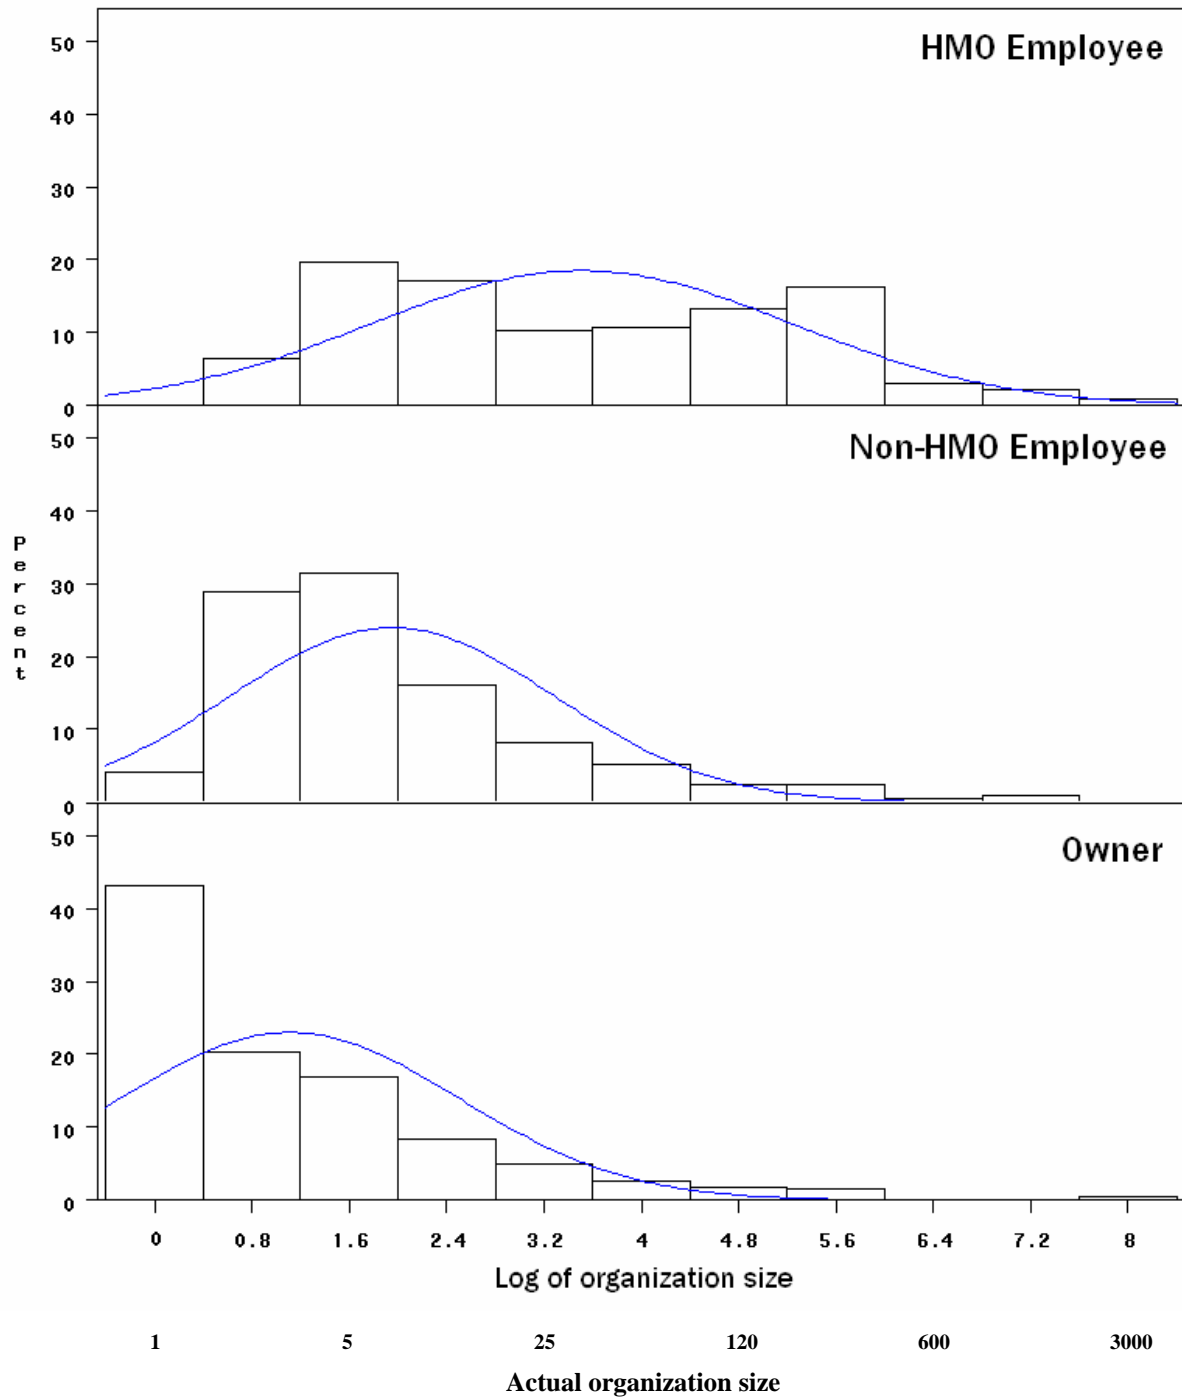 HMO Employee
50
40
30
20
10
0
Non-HMO Employee
50
40
30
20
10
0
Percent
Owner
50
40
30
20
10
0
0 0.8 1.6 2.4 3.2 4 4.8 5.6 6.4 7.2 8
Log of organization size
1 5 25 120 600 3000
Actual organization size